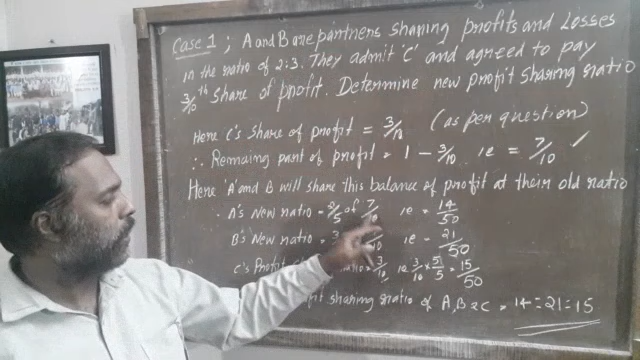 Case 1; A and B are partners sharing profits and Losses
in the ratio of 2:3. They admit 'C' and agreed to pay
3/10th share of profit. Determine new profit sharing ratio
Here C's share of profit = 3/10 (as per question)
∴ Remaing part of profit = 1 - 3/10 ie = 7/10 ✓
Here 'A' and B will share this balance of profit at their old ratio
A's New ratio = 2/5 of 7/10 ie = 14/50
B's New ratio = 3 ie = 21/50
C's Profit ratio = 3/10 ie 3/10 × 5/5 = 15/50
sharing ratio of A, B & C = 14:21:15